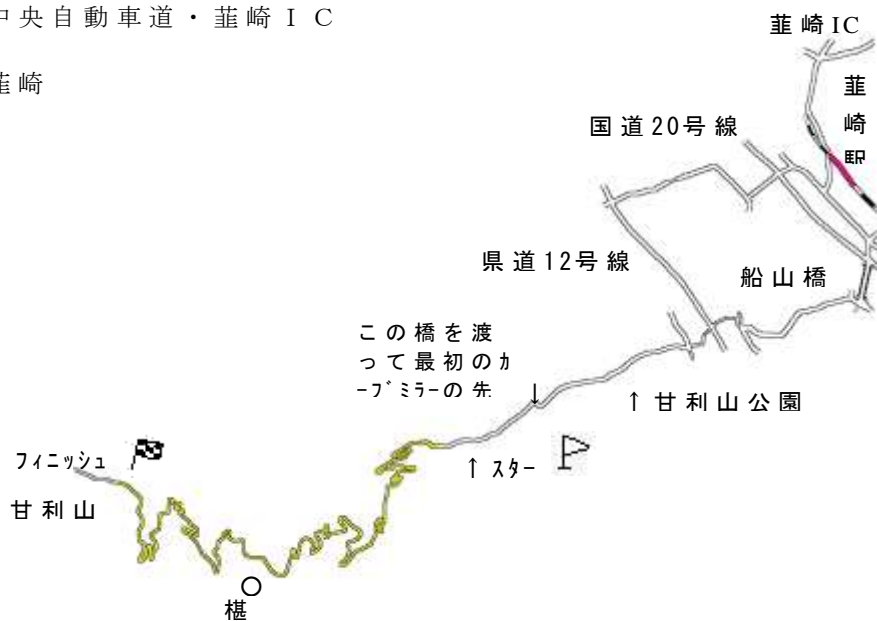 中央自動車道・韮崎ＩＣ
韮崎
韮崎IC
韮
崎
駅
国道20号線
県道12号線
船山橋
この橋を渡
って最初のカ
ｰﾌﾞﾐﾗｰの先
↓
↑甘利山公園
フィニッシュ
↑スター
甘利山
椹